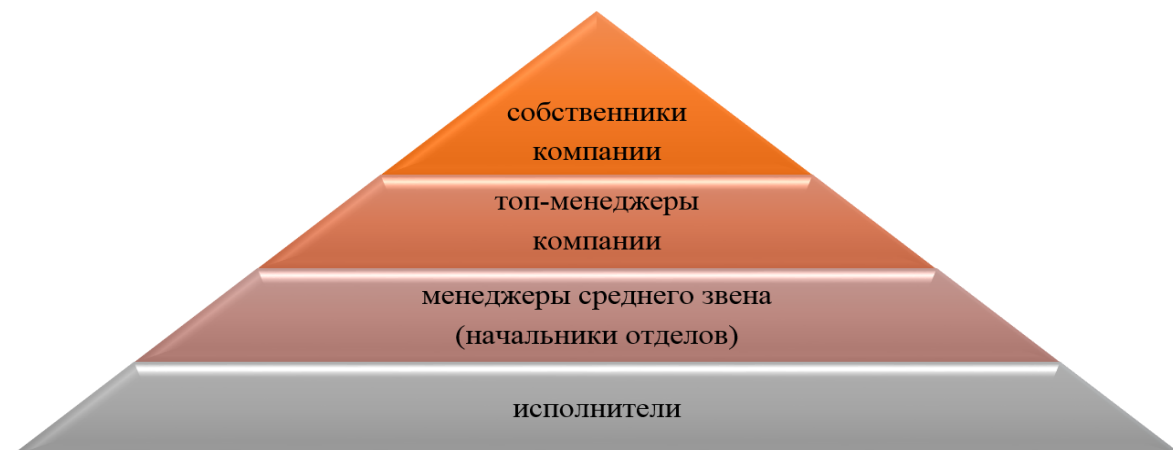 собственники
компании
топ-менеджеры
компании
менеджеры среднего звена
(начальники отделов)
исполнители